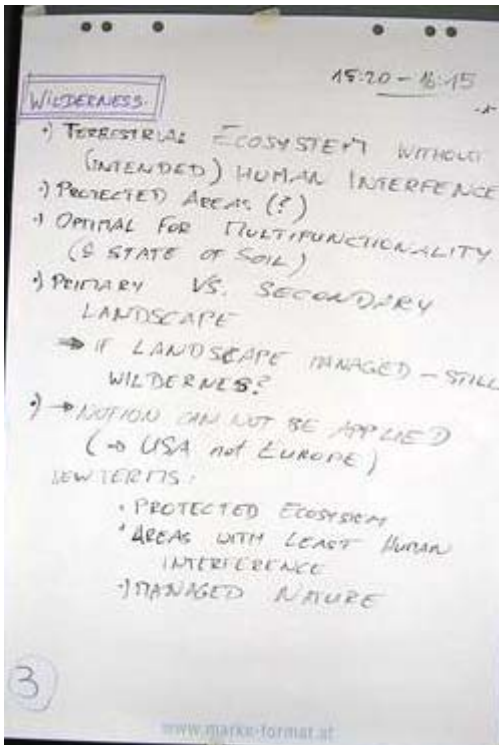 15:20 - 16:15
WILDERNESS.
•) TERRESTRIAL ECOSYSTEM WITHOUT
(INTENDED) HUMAN INTERFENCE
•) PROTECTED AREAS (?)
•) OPTIMAL FOR MULTIFUNCTIONALITY
(& STATE OF SOIL)
•) PRIMARY VS. SECONDARY
LANDSCAPE
→ IF LANDSCAPE MANAGED - STILL
WILDERNES?
•) → NOTION CAN NOT BE APPLIED
(→ USA not EUROPE)
NEW TERMS:
• PROTECTED ECOSYSTEM
• AREAS WITH LEAST HUMAN
INTERFERENCE
•) MANAGED NATURE
3
www.marke-format.at